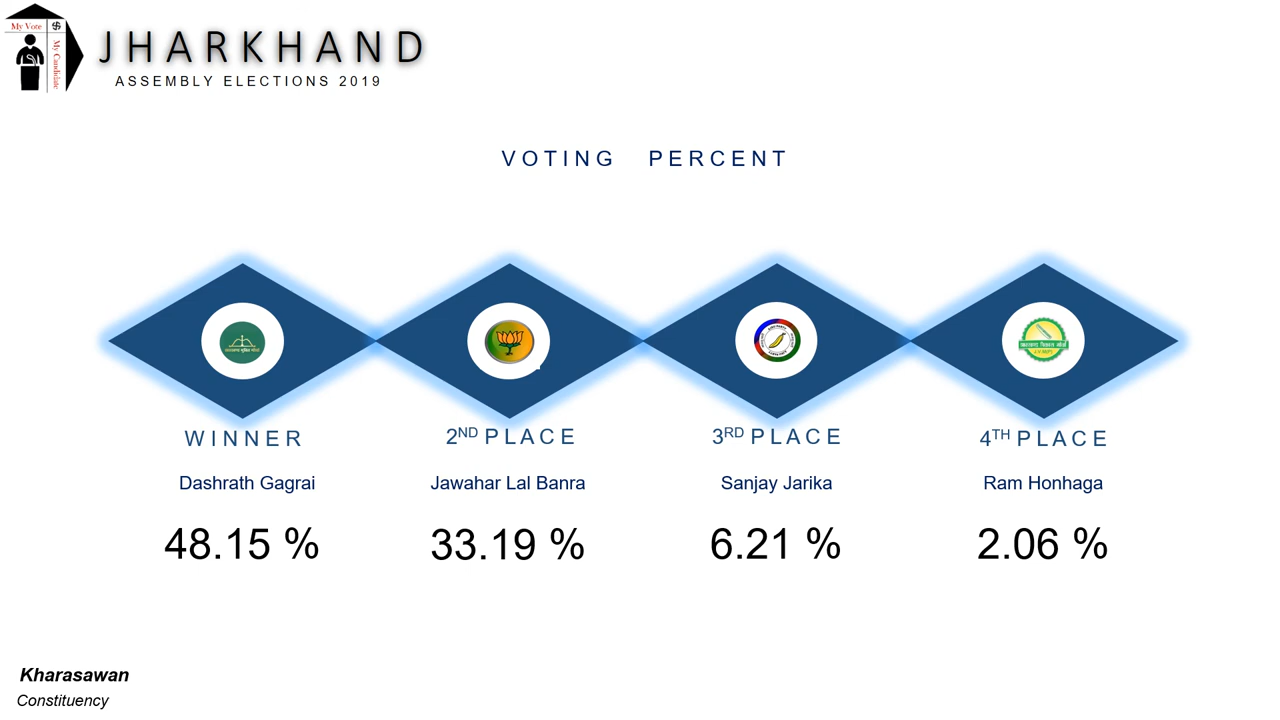 My Vote
My Candidate
JHARKHAND
ASSEMBLY ELECTIONS 2019
VOTING PERCENT
WINNER
2ND PLACE
3RD PLACE
4TH PLACE
Dashrath Gagrai
Jawahar Lal Banra
Sanjay Jarika
Ram Honhaga
48.15 %
33.19 %
6.21 %
2.06 %
Kharasawan
Constituency